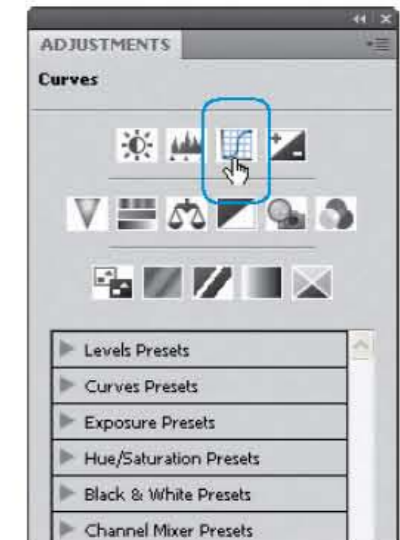 ADJUSTMENTS
Curves
Levels Presets
Curves Presets
Exposure Presets
Hue/Saturation Presets
Black & White Presets
Channel Mixer Presets